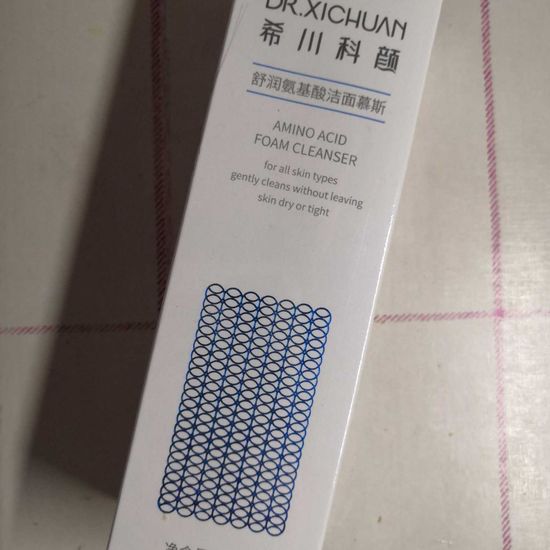 DR.XICHUAN
希川科颜
舒润氨基酸洁面慕斯
AMINO ACID
FOAM CLEANSER
for all skin types
gently cleans without leaving
skin dry or tight